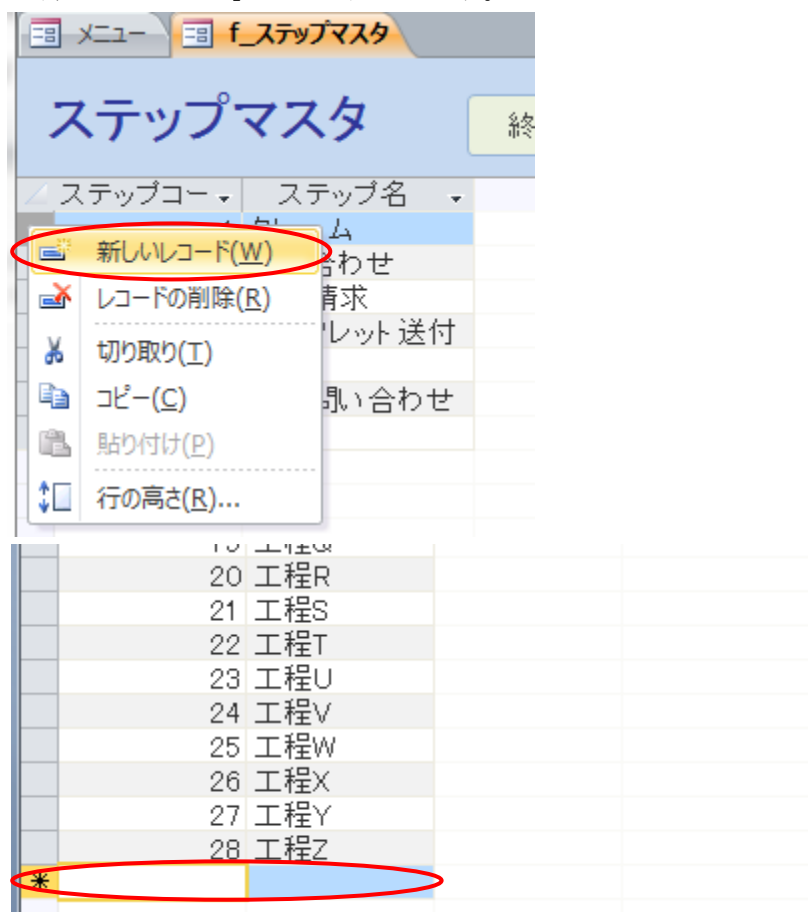 メニュー f_ステップマスタ
ステップマスタ 終
ステップコー ステップ名
ム
新しいレコード(W) 合わせ
レコードの削除(R) 請求
レット送付
切り取り(T)
コピー(C) 問い合わせ
貼り付け(P)
行の高さ(R)...
20 工程R
21 工程S
22 工程T
23 工程U
24 工程V
25 工程W
26 工程X
27 工程Y
28 工程Z
*